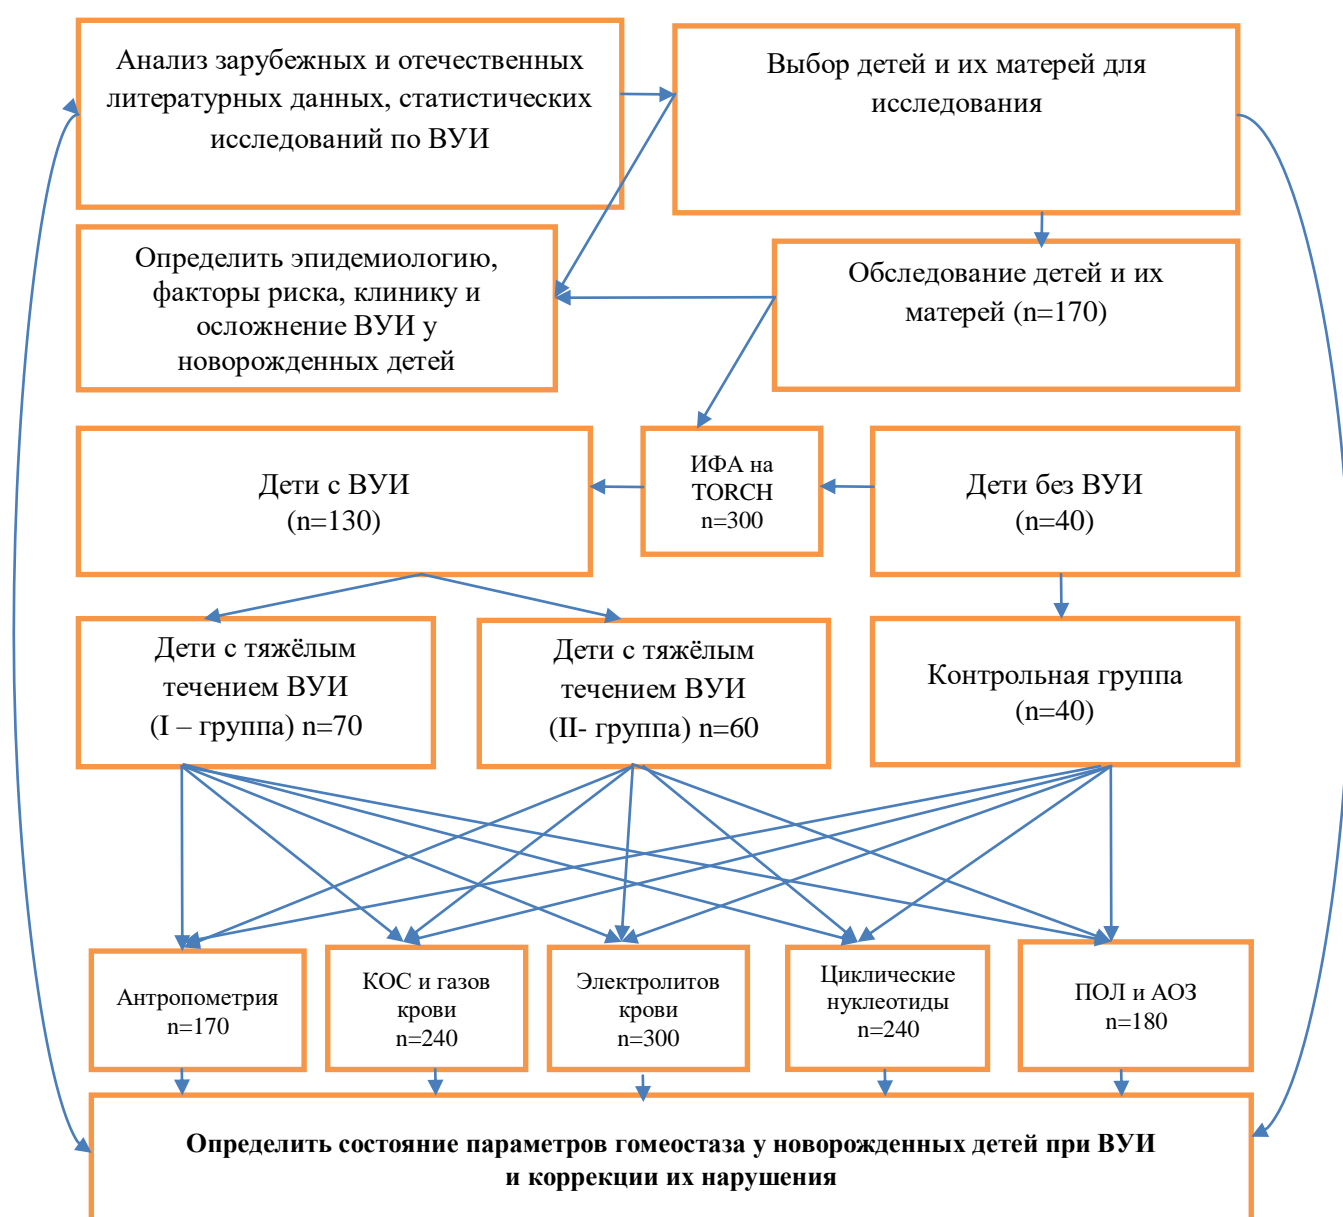 Анализ зарубежных и отечественных
литературных данных, статистических
исследований по ВУИ
Выбор детей и их матерей для
исследования
Определить эпидемиологию,
факторы риска, клинику и
осложнение ВУИ у
новорожденных детей
Обследование детей и их
матерей (n=170)
Дети с ВУИ
(n=130)
ИФА на
TORCH
n=300
Дети без ВУИ
(n=40)
Дети с тяжёлым
течением ВУИ
(I – группа) n=70
Дети с тяжёлым
течением ВУИ
(II- группа) n=60
Контрольная группа
(n=40)
Антропометрия
n=170
КОС и газов
крови
n=240
Электролитов
крови
n=300
Циклические
нуклеотиды
n=240
ПОЛ и АОЗ
n=180
Определить состояние параметров гомеостаза у новорожденных детей при ВУИ
и коррекции их нарушения